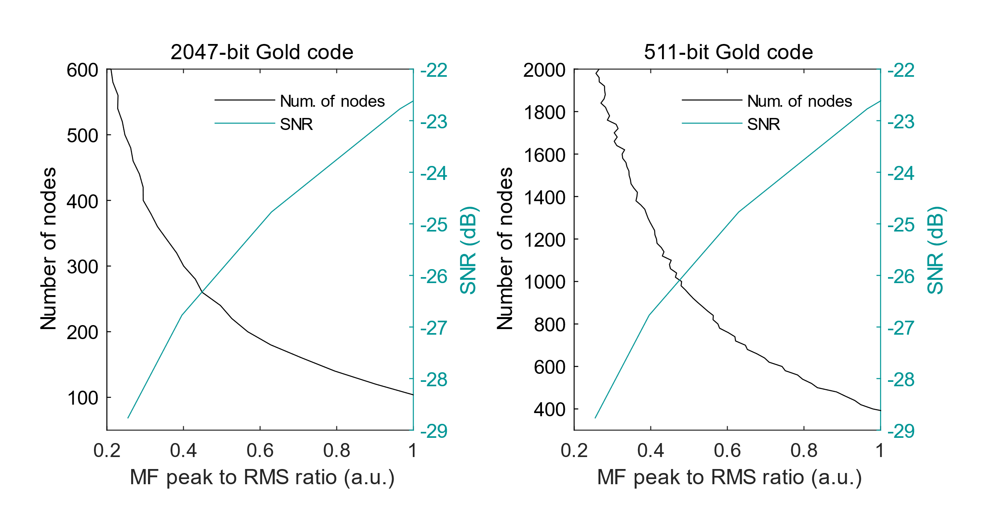 2047-bit Gold code
600
500
400
300
200
100
Number of nodes
Num. of nodes
SNR
-22
-23
-24
-25
-26
-27
-28
-29
SNR (dB)
0.2 0.4 0.6 0.8 1
MF peak to RMS ratio (a.u.)
511-bit Gold code
2000
1800
1600
1400
1200
1000
800
600
400
Number of nodes
Num. of nodes
SNR
-22
-23
-24
-25
-26
-27
-28
-29
SNR (dB)
0.2 0.4 0.6 0.8 1
MF peak to RMS ratio (a.u.)